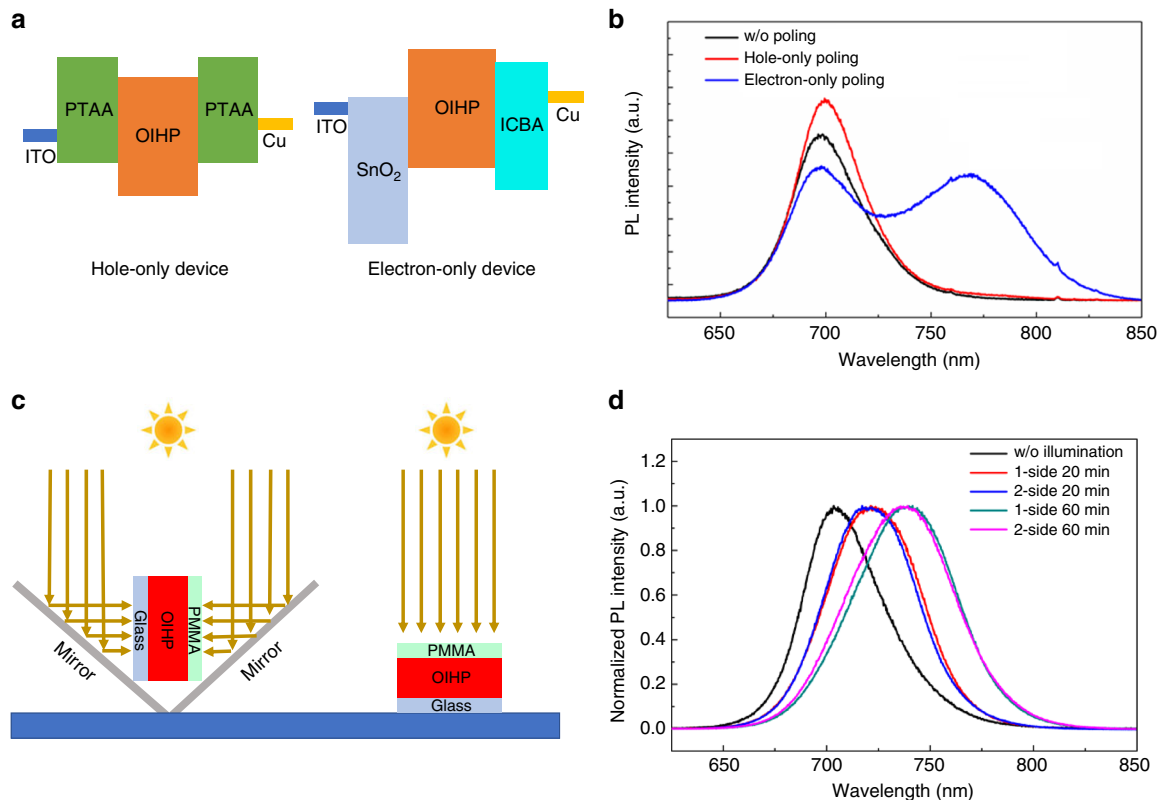 a
PTAA
OIHP
PTAA
ITO
Cu
Hole-only device
ITO
SnO₂
OIHP
ICBA
Cu
Electron-only device
b
w/o poling
Hole-only poling
Electron-only poling
PL intensity (a.u.)
650 700 750 800 850
Wavelength (nm)
c
Glass
OIHP
PMMA
Mirror
Mirror
PMMA
OIHP
Glass
d
w/o illumination
1-side 20 min
2-side 20 min
1-side 60 min
2-side 60 min
Normalized PL intensity (a.u.)
1.2
1.0
0.8
0.6
0.4
0.2
0.0
650 700 750 800 850
Wavelength (nm)